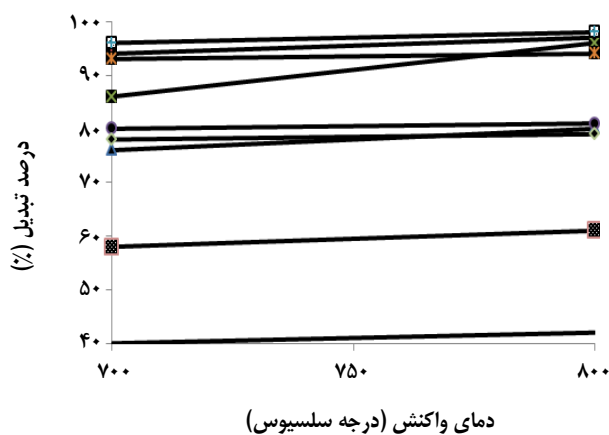 ۱۰۰
۹۰
۸۰
۷۰
۶۰
۵۰
۴۰
درصد تبدیل (٪)
۷۰۰ ۷۵۰ ۸۰۰
دمای واکنش (درجه سلسیوس)